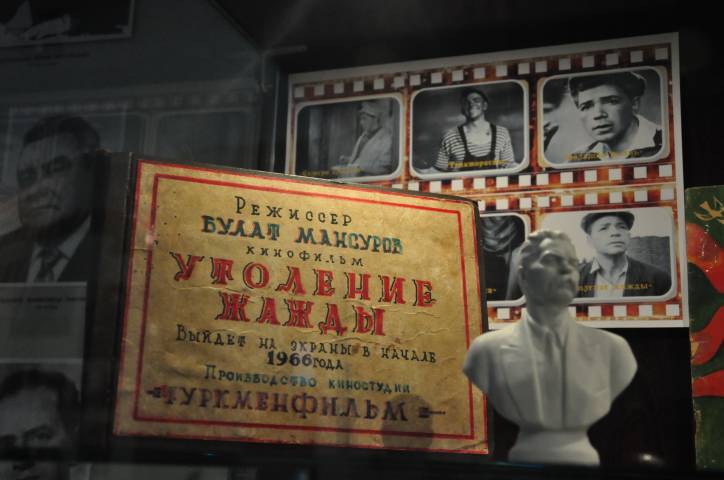 РЕЖИССЕР
БУЛАТ МАНСУРОВ
КИНОФИЛЬМ
УТОЛЕНИЕ
ЖАЖДЫ
ВЫЙДЕТ НА ЭКРАНЫ В НАЧАЛЕ
1966 ГОДА
ПРОИЗВОДСТВО КИНОСТУДИИ
"ТУРКМЕНФИЛЬМ"